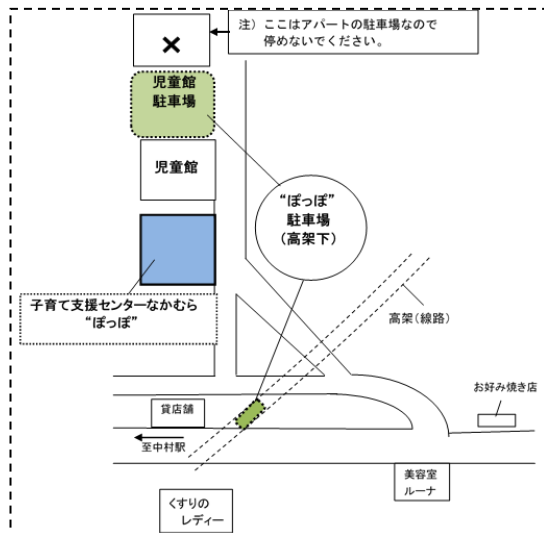 注）ここはアパートの駐車場なので
停めないでください。
×
児童館
駐車場
児童館
“ぽっぽ”
駐車場
（高架下）
子育て支援センターなかむら
“ぽっぽ”
高架（線路）
お好み焼き店
貸店舗
至中村駅
美容室
ルーナ
くすりの
レディー